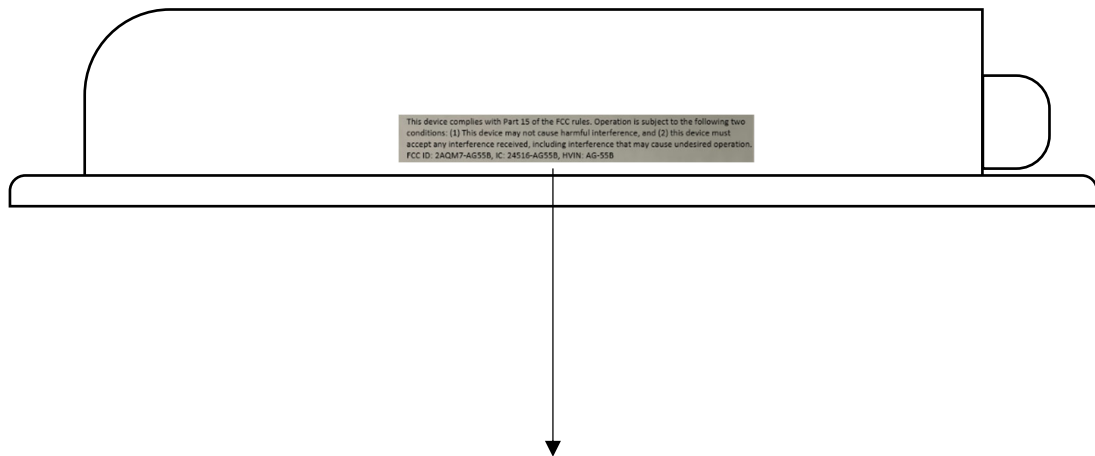 This device complies with Part 15 of the FCC rules. Operation is subject to the following two
conditions: (1) This device may not cause harmful interference, and (2) this device must
accept any interference received, including interference that may cause undesired operation.
FCC ID: 2AQM7-AG55B, IC: 24516-AG55B, HVIN: AG-55B